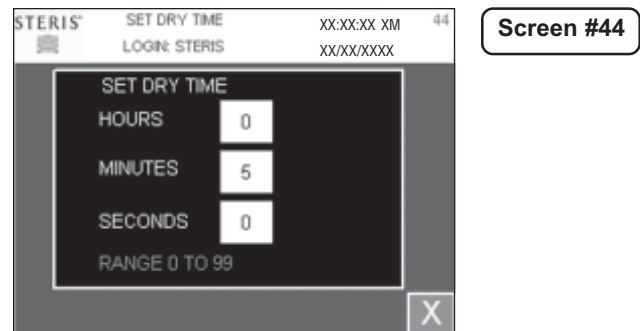 STERIS® SET DRY TIME XX:XX:XX XM 44
LOGIN: STERIS XX/XX/XXXX
Screen #44
SET DRY TIME
HOURS 0
MINUTES 5
SECONDS 0
RANGE 0 TO 99
X